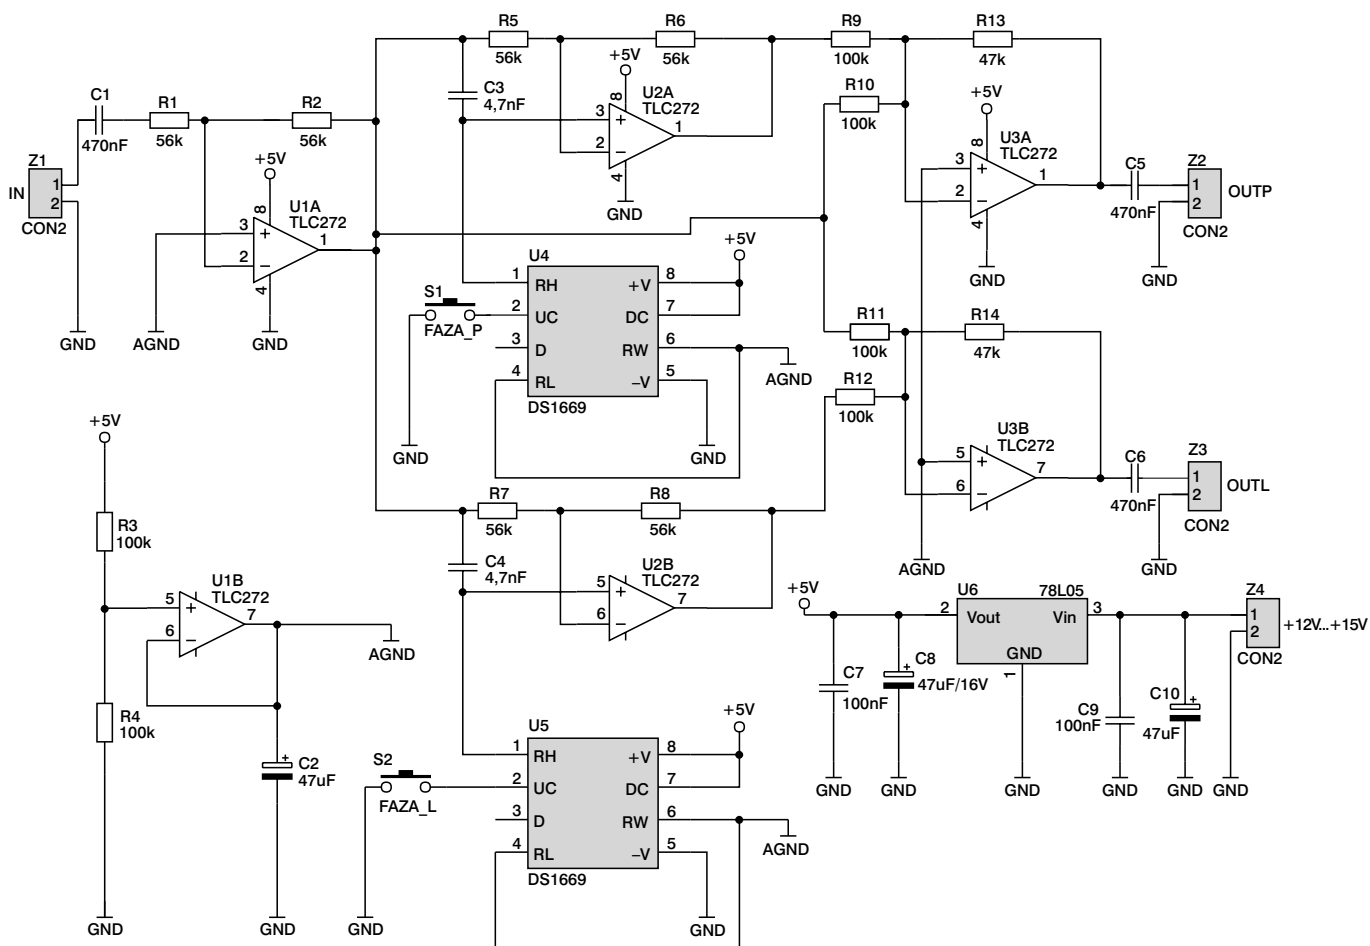 R5
56k
R6
56k
R9
100k
R13
47k
+5V
C3
4,7nF
U2A
TLC272
8
3
+
2
−
1
4
GND
R10
100k
+5V
U3A
TLC272
8
3
+
2
−
1
4
GND
C5
470nF
Z2
1
2
CON2
OUTP
GND
C1
470nF
R1
56k
R2
56k
Z1
IN
1
2
CON2
GND
+5V
U1A
TLC272
8
3
+
2
−
1
4
AGND
GND
U4
1
RH
+V
8
+5V
S1
FAZA_P
2
UC
DC
7
3
D
RW
6
AGND
4
RL
−V
5
DS1669
GND
GND
R11
100k
R14
47k
R12
100k
U3B
TLC272
5
+
6
−
7
AGND
C6
470nF
Z3
1
2
CON2
OUTL
GND
R7
56k
R8
56k
C4
4,7nF
U2B
TLC272
5
+
6
−
7
+5V
R3
100k
R4
100k
GND
U1B
TLC272
5
+
6
−
7
AGND
+
C2
47uF
GND
U5
1
RH
+V
8
+5V
S2
FAZA_L
2
UC
DC
7
3
D
RW
6
AGND
4
RL
−V
5
DS1669
GND
GND
+5V
U6
78L05
2
Vout
Vin
3
GND
1
GND
C7
100nF
GND
+
C8
47uF/16V
GND
C9
100nF
GND
+
C10
47uF
GND
Z4
1
2
CON2
+12V...+15V
GND